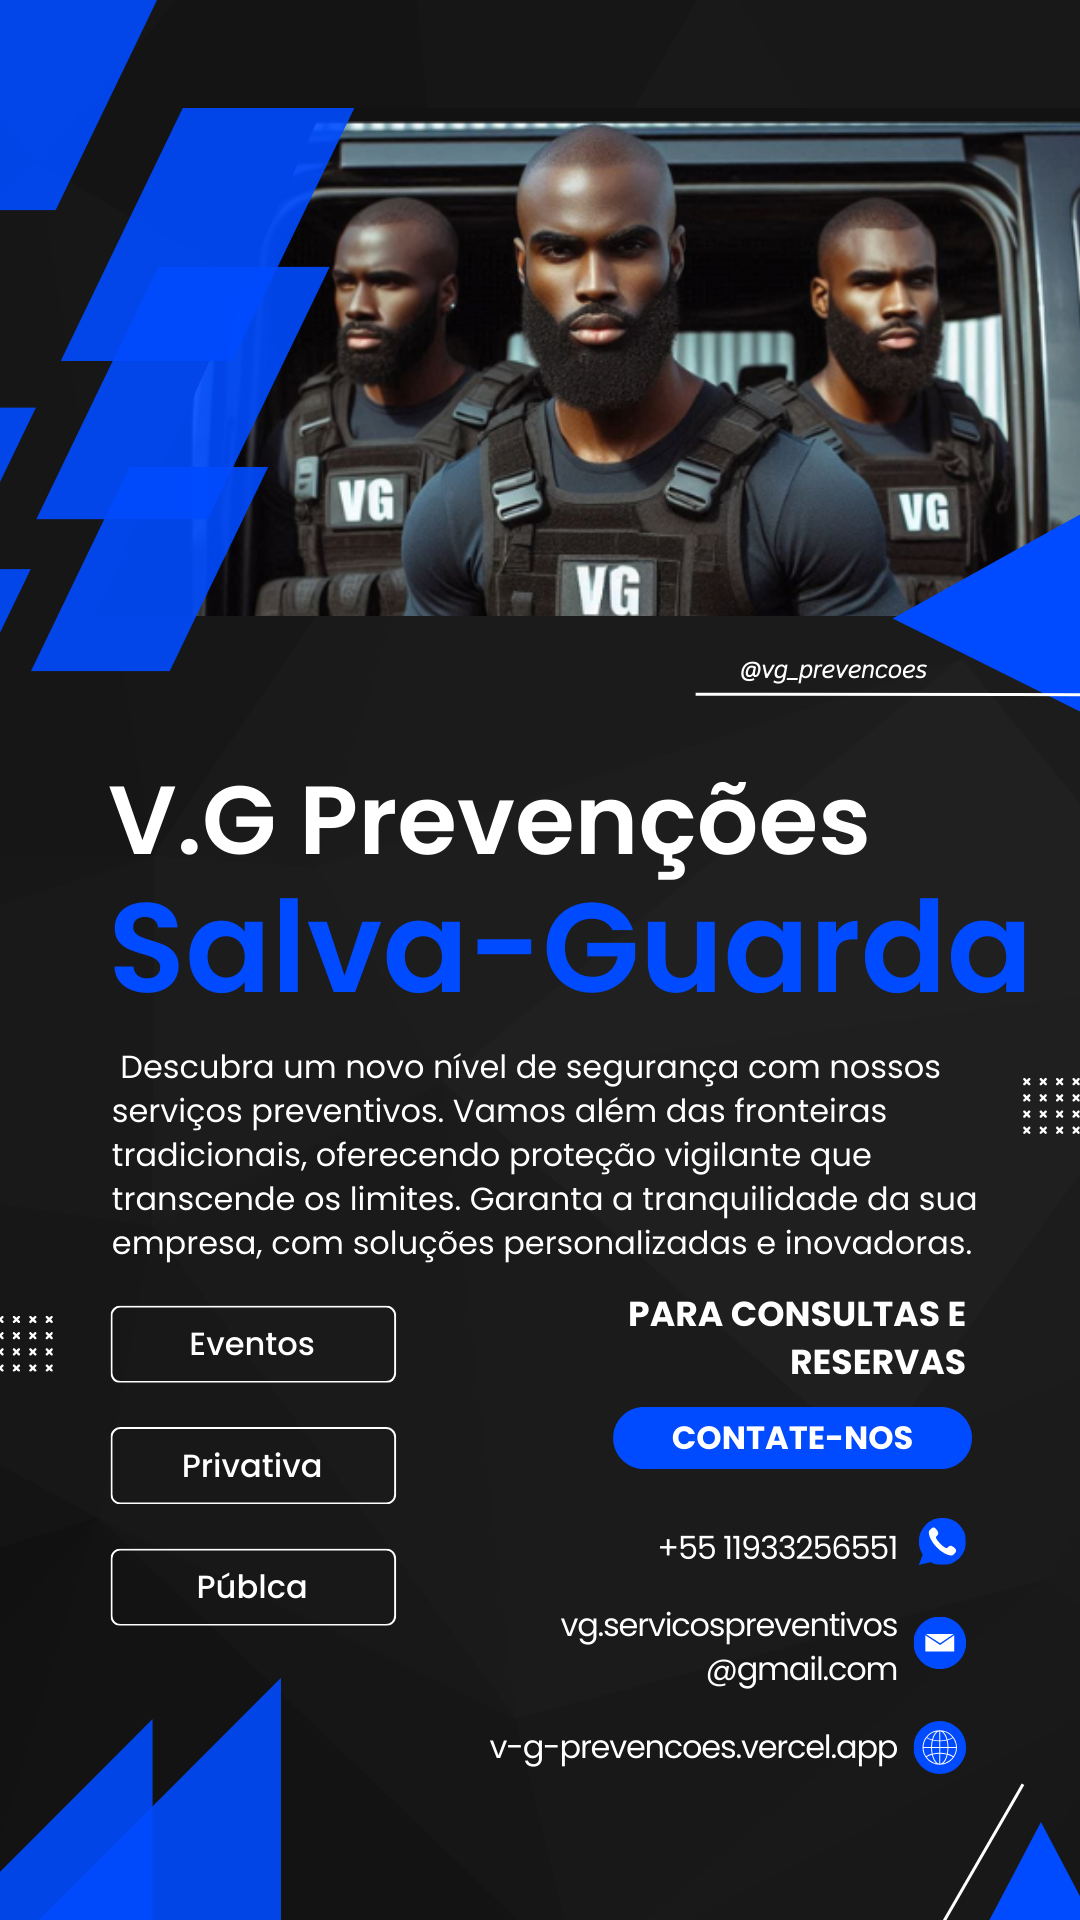 VG
VG
VG
@vg_prevencoes
V.G Prevenções
Salva-Guarda
Descubra um novo nível de segurança com nossos
serviços preventivos. Vamos além das fronteiras
tradicionais, oferecendo proteção vigilante que
transcende os limites. Garanta a tranquilidade da sua
empresa, com soluções personalizadas e inovadoras.
Eventos
Privativa
Públca
PARA CONSULTAS E
RESERVAS
CONTATE-NOS
+55 11933256551
vg.servicospreventivos
@gmail.com
v-g-prevencoes.vercel.app